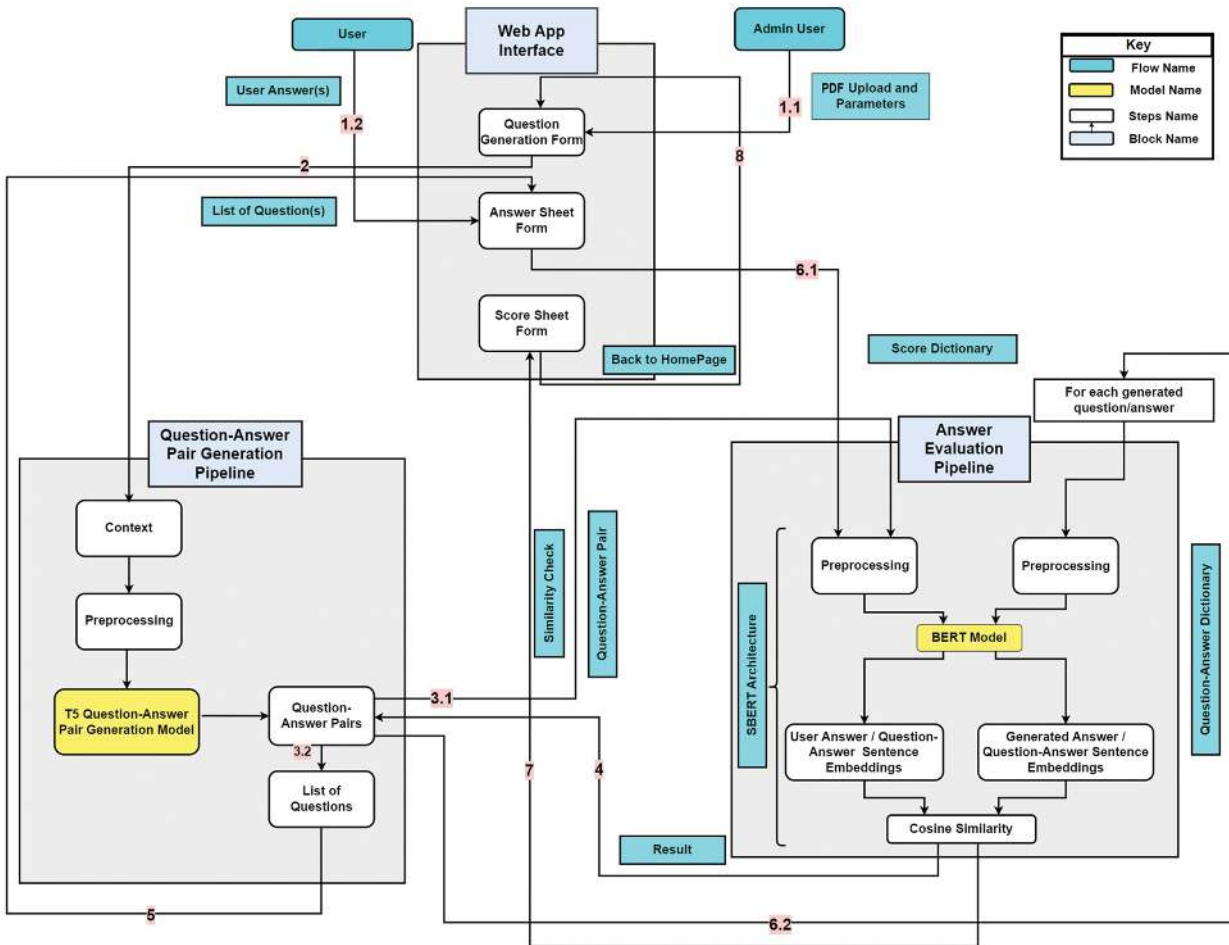 User
Web App
Interface
Admin User
Key
Flow Name
Model Name
Steps Name
Block Name
User Answer(s)
PDF Upload and
Parameters
1.1
1.2
Question
Generation Form
2
8
List of Question(s)
Answer Sheet
Form
6.1
Score Sheet
Form
Back to HomePage
Score Dictionary
For each generated
question/answer
Question-Answer
Pair Generation
Pipeline
Answer
Evaluation
Pipeline
Context
Preprocessing
T5 Question-Answer
Pair Generation Model
Question-
Answer Pairs
3.1
3.2
List of
Questions
4
5
7
Similarity Check
Question-Answer Pair
SBERT Architecture
Preprocessing
Preprocessing
BERT Model
User Answer / Question-
Answer Sentence
Embeddings
Generated Answer /
Question-Answer Sentence
Embeddings
Cosine Similarity
Question-Answer Dictionary
Result
6.2